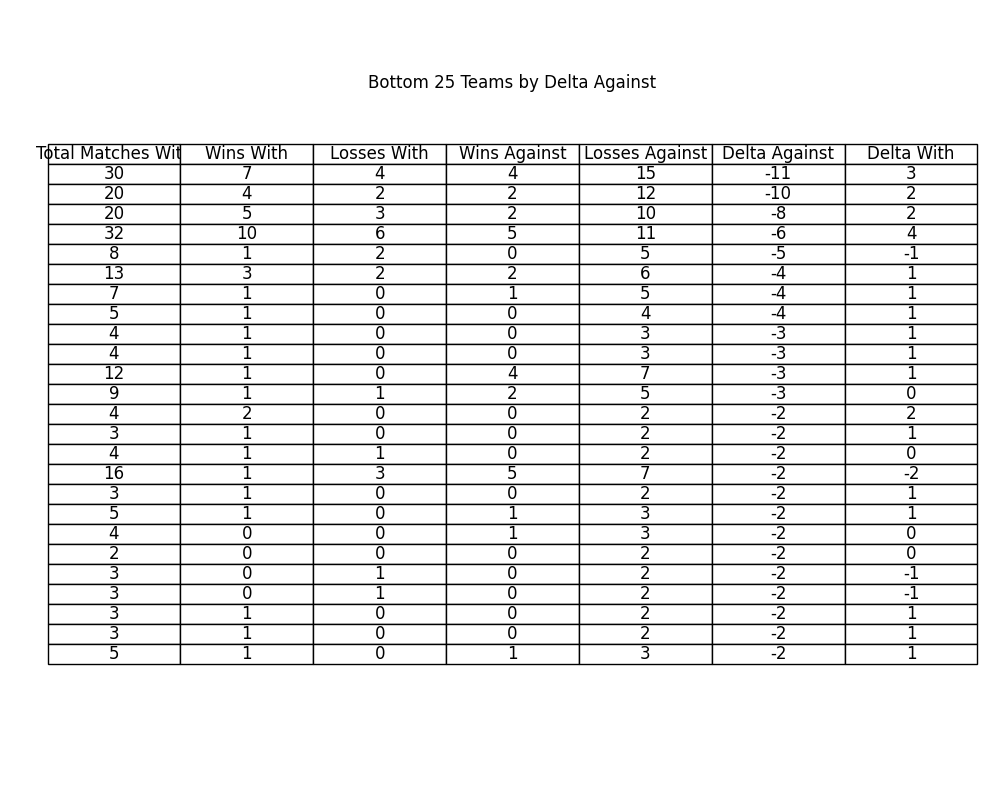 Bottom 25 Teams by Delta Against
Total Matches Wit Wins With Losses With Wins Against Losses Against Delta Against Delta With
30 7 4 4 15 -11 3
20 4 2 2 12 -10 2
20 5 3 2 10 -8 2
32 10 6 5 11 -6 4
8 1 2 0 5 -5 -1
13 3 2 2 6 -4 1
7 1 0 1 5 -4 1
5 1 0 0 4 -4 1
4 1 0 0 3 -3 1
4 1 0 0 3 -3 1
12 1 0 4 7 -3 1
9 1 1 2 5 -3 0
4 2 0 0 2 -2 2
3 1 0 0 2 -2 1
4 1 1 0 2 -2 0
16 1 3 5 7 -2 -2
3 1 0 0 2 -2 1
5 1 0 1 3 -2 1
4 0 0 1 3 -2 0
2 0 0 0 2 -2 0
3 0 1 0 2 -2 -1
3 0 1 0 2 -2 -1
3 1 0 0 2 -2 1
3 1 0 0 2 -2 1
5 1 0 1 3 -2 1